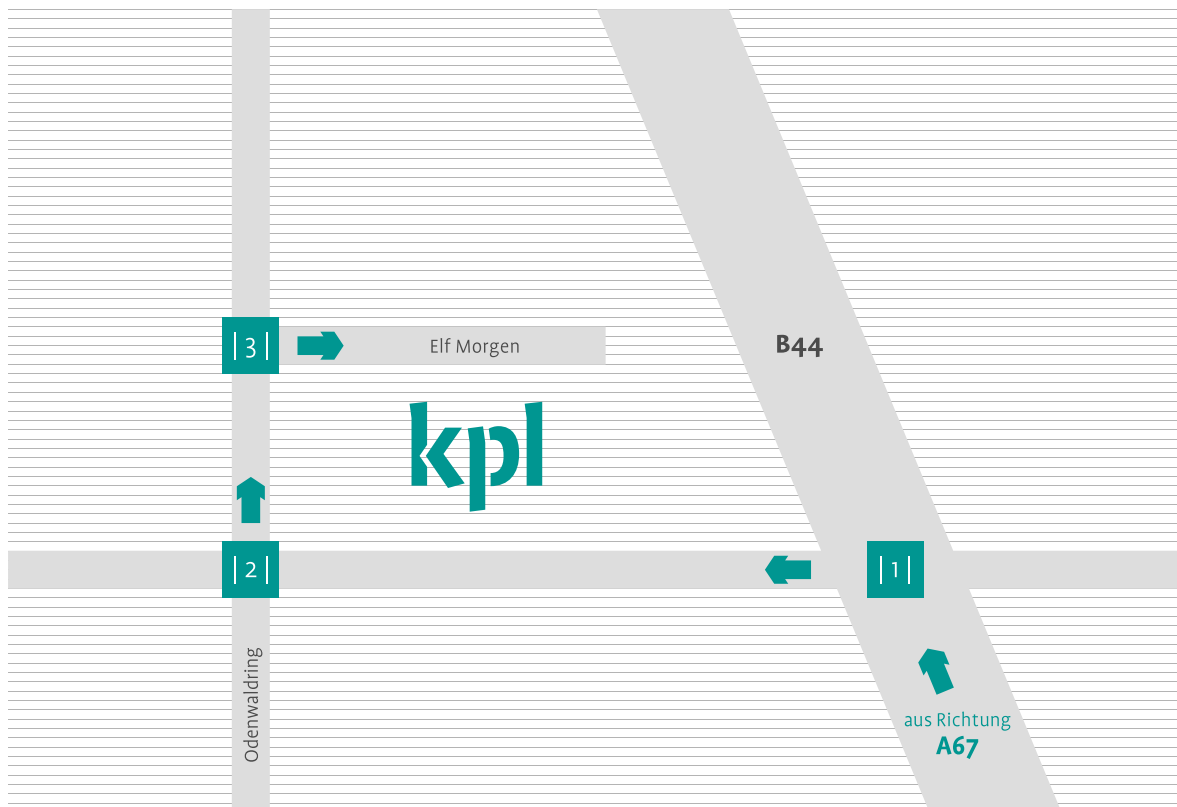 |3|
Elf Morgen
B44
kpl
|2|
|1|
Odenwaldring
aus Richtung
A67